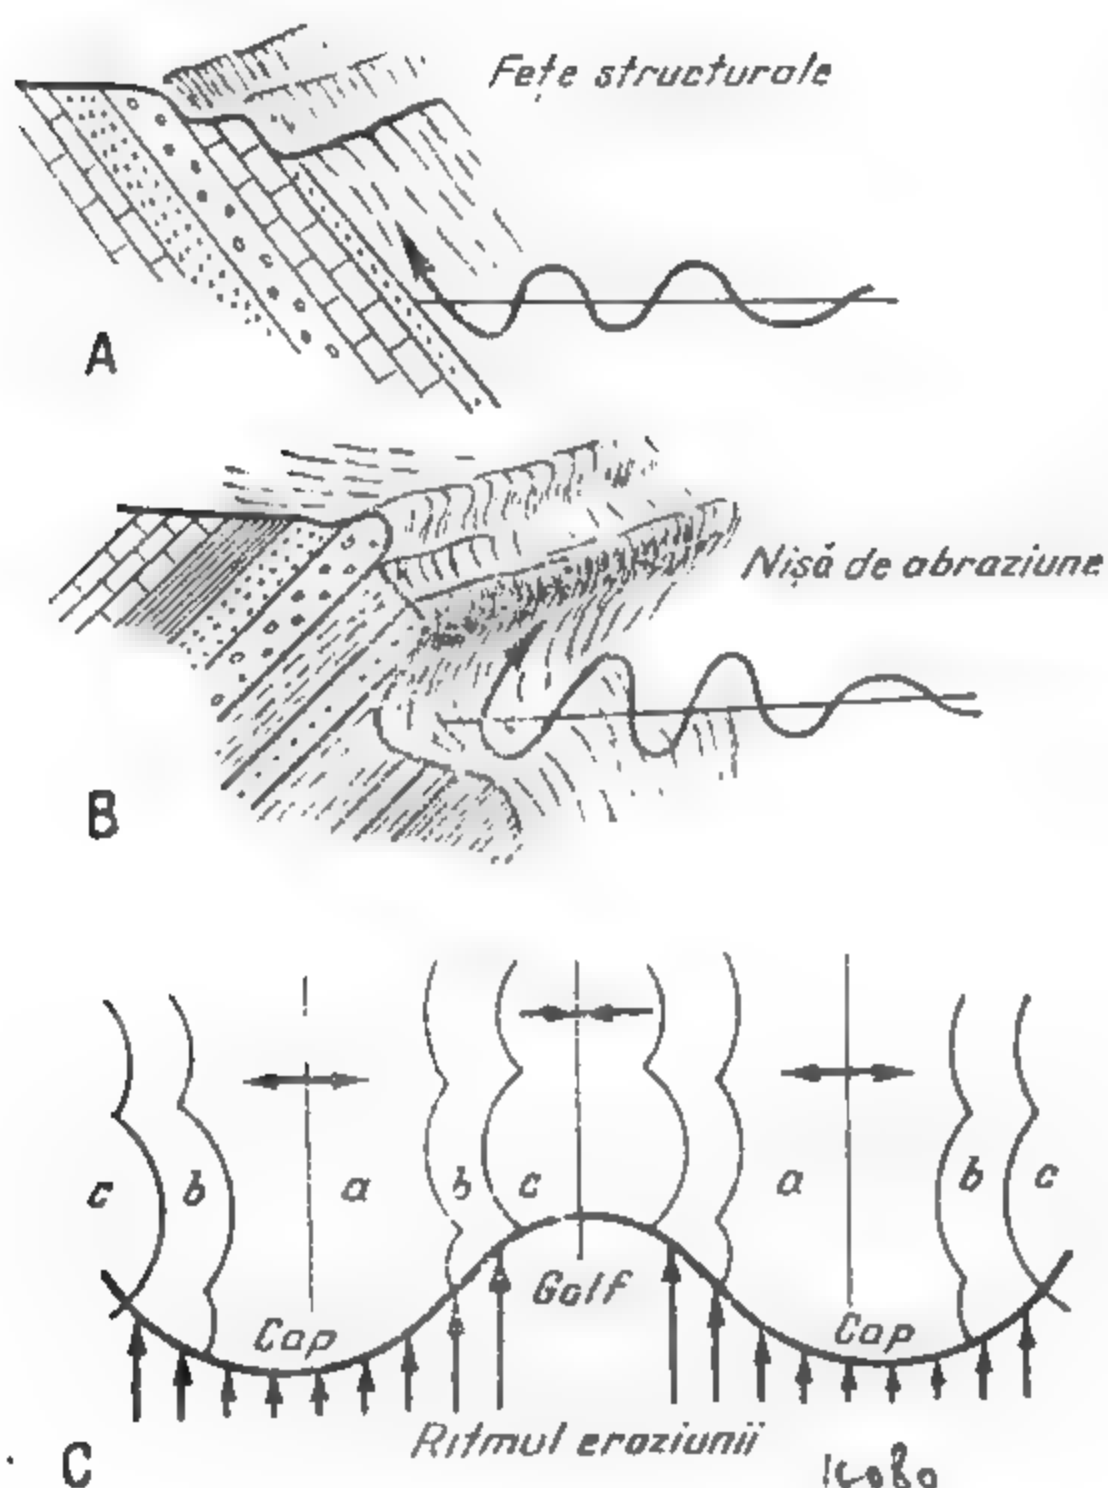 Fețe structurale
A
Nișă de abraziune
B
c b a b c a b c
Cap Golf Cap
Ritmul eroziunii
C